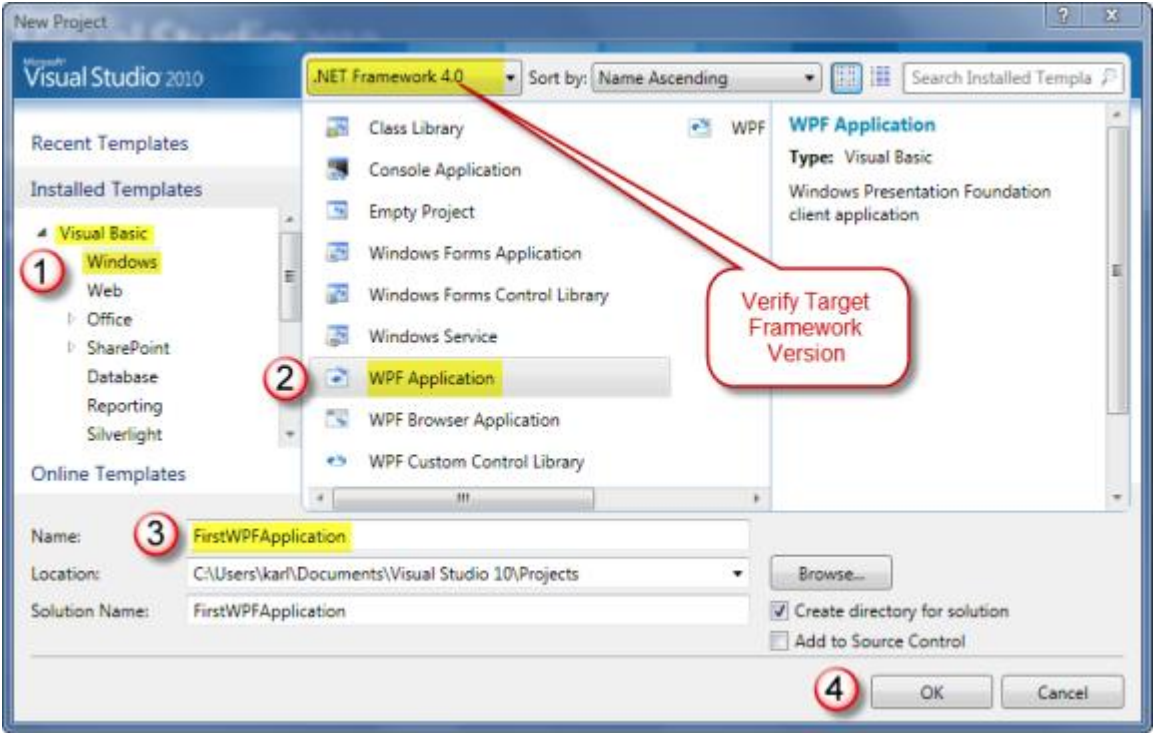 New Project
Microsoft
Visual Studio 2010
.NET Framework 4.0
Sort by: Name Ascending
Search Installed Templa
Recent Templates
Installed Templates
Visual Basic
1
Windows
Web
Office
SharePoint
Database
Reporting
Silverlight
Online Templates
Class Library
Console Application
Empty Project
Windows Forms Application
Windows Forms Control Library
Windows Service
2
WPF Application
WPF Browser Application
WPF Custom Control Library
WPF
WPF Application
Type: Visual Basic
Windows Presentation Foundation
client application
Verify Target
Framework
Version
Name: 3 FirstWPFApplication
Location: C:\Users\karl\Documents\Visual Studio 10\Projects
Browse...
Solution Name: FirstWPFApplication
Create directory for solution
Add to Source Control
4
OK
Cancel